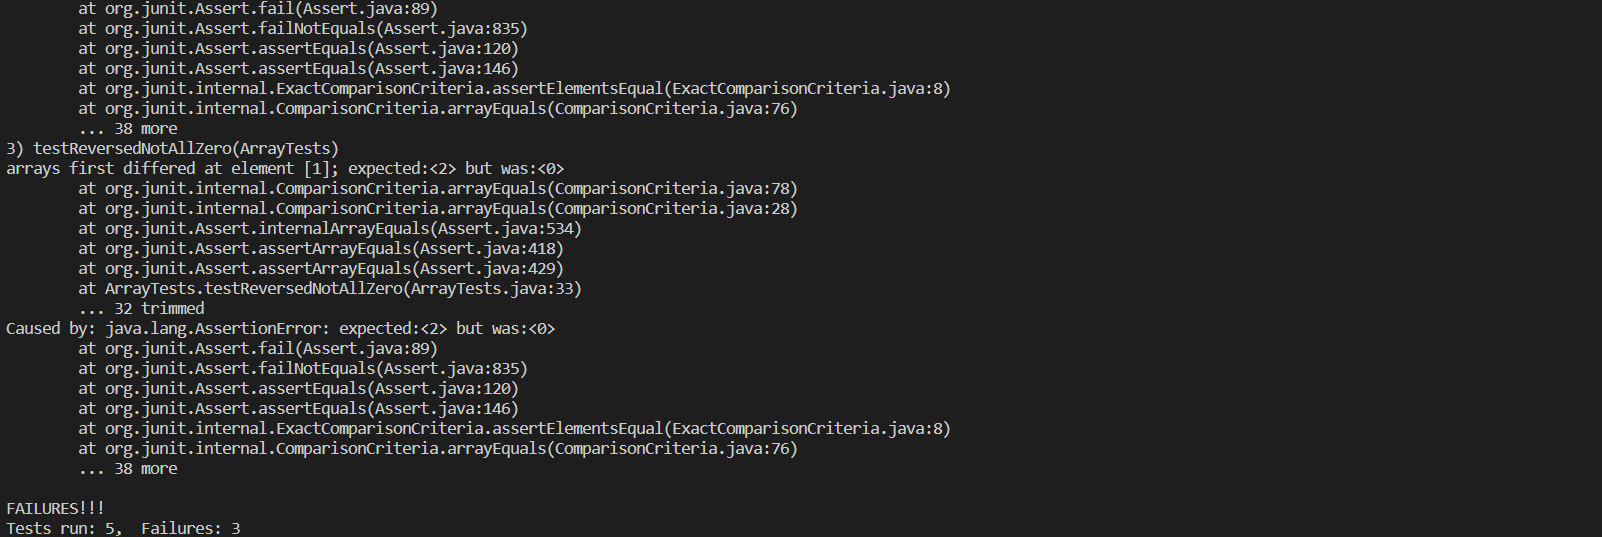 at org.junit.Assert.fail(Assert.java:89)
at org.junit.Assert.failNotEquals(Assert.java:835)
at org.junit.Assert.assertEquals(Assert.java:120)
at org.junit.Assert.assertEquals(Assert.java:146)
at org.junit.internal.ExactComparisonCriteria.assertElementsEqual(ExactComparisonCriteria.java:8)
at org.junit.internal.ComparisonCriteria.arrayEquals(ComparisonCriteria.java:76)
... 38 more
3) testReversedNotAllZero(ArrayTests)
arrays first differed at element [1]; expected:<2> but was:<0>
at org.junit.internal.ComparisonCriteria.arrayEquals(ComparisonCriteria.java:78)
at org.junit.internal.ComparisonCriteria.arrayEquals(ComparisonCriteria.java:28)
at org.junit.Assert.internalArrayEquals(Assert.java:534)
at org.junit.Assert.assertArrayEquals(Assert.java:418)
at org.junit.Assert.assertArrayEquals(Assert.java:429)
at ArrayTests.testReversedNotAllZero(ArrayTests.java:33)
... 32 trimmed
Caused by: java.lang.AssertionError: expected:<2> but was:<0>
at org.junit.Assert.fail(Assert.java:89)
at org.junit.Assert.failNotEquals(Assert.java:835)
at org.junit.Assert.assertEquals(Assert.java:120)
at org.junit.Assert.assertEquals(Assert.java:146)
at org.junit.internal.ExactComparisonCriteria.assertElementsEqual(ExactComparisonCriteria.java:8)
at org.junit.internal.ComparisonCriteria.arrayEquals(ComparisonCriteria.java:76)
... 38 more
FAILURES!!!
Tests run: 5,  Failures: 3